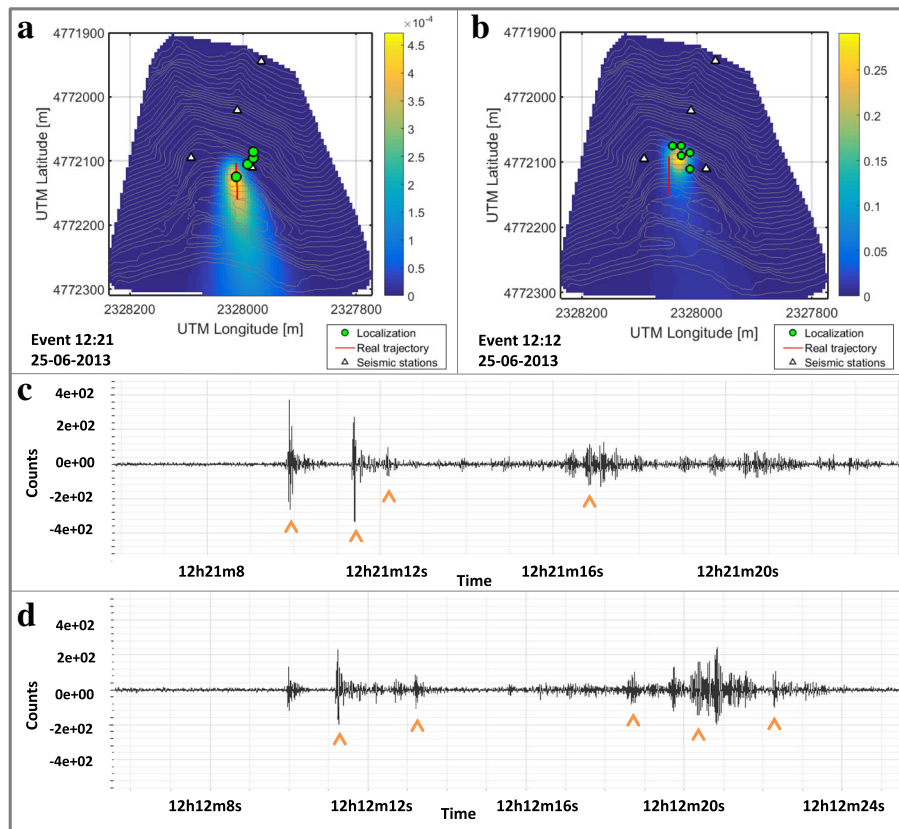 a
×10⁻⁴
4771900
4772000
4772100
4772200
4772300
UTM Latitude [m]
4.5
4
3.5
3
2.5
2
1.5
1
0.5
0
2328200
2328000
2327800
UTM Longitude [m]
Event 12:21
25-06-2013
Localization
Real trajectory
Seismic stations
b
4771900
4772000
4772100
4772200
4772300
UTM Latitude [m]
0.25
0.2
0.15
0.1
0.05
0
2328200
2328000
2327800
UTM Longitude [m]
Event 12:12
25-06-2013
Localization
Real trajectory
Seismic stations
c
4e+02
2e+02
0e+00
-2e+02
-4e+02
Counts
12h21m8
12h21m12s
12h21m16s
12h21m20s
Time
d
4e+02
2e+02
0e+00
-2e+02
-4e+02
Counts
12h12m8s
12h12m12s
12h12m16s
12h12m20s
12h12m24s
Time